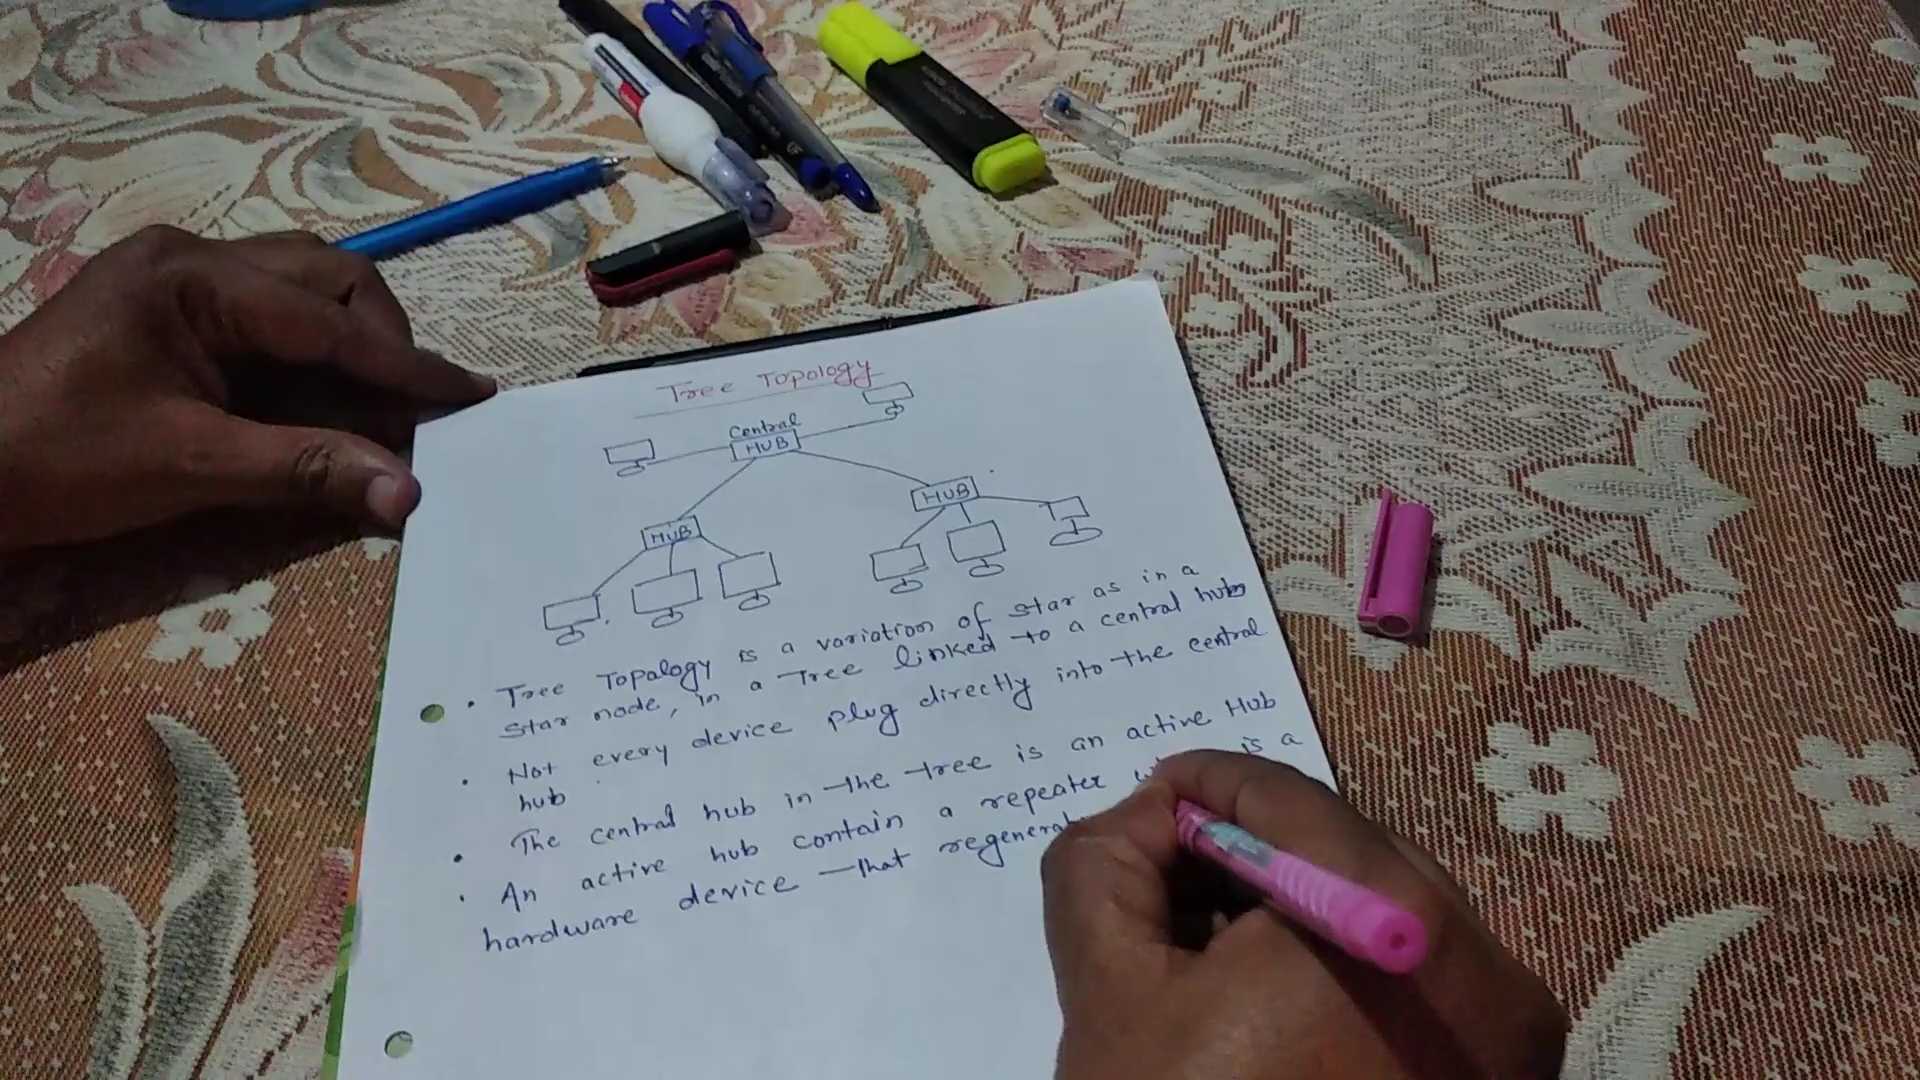 Tree Topology
Central
HUB
HUB
HUB
• Tree Topalogy is a variation of star as in a
star node, in a Tree linked to a central hub
• Not every device plug directly into the central
hub
• The central hub in the tree is an active Hub
• An active hub contain a repeater is a
hardware device that